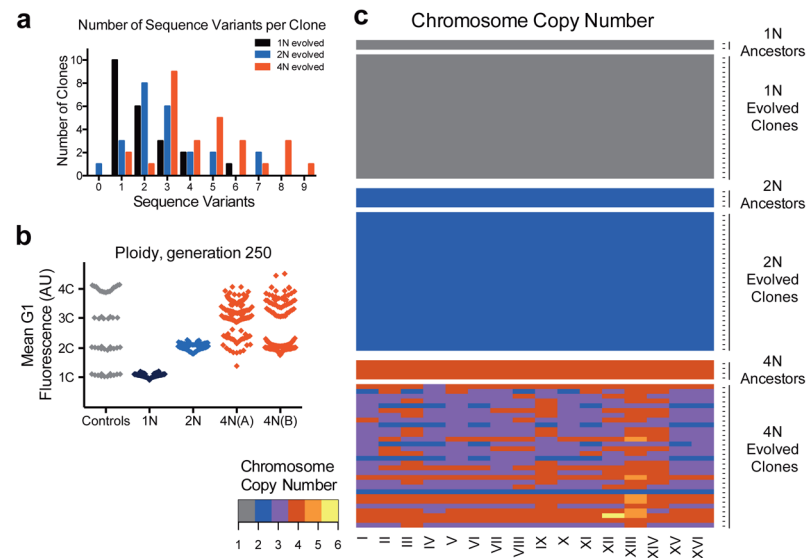 a
Number of Sequence Variants per Clone
1N evolved
2N evolved
4N evolved
Number of Clones
10
8
6
4
2
0
0 1 2 3 4 5 6 7 8 9
Sequence Variants
b
Ploidy, generation 250
Mean G1
Fluorescence (AU)
4C
3C
2C
1C
Controls 1N 2N 4N(A) 4N(B)
Chromosome
Copy Number
1 2 3 4 5 6
c
Chromosome Copy Number
1N
Ancestors
1N
Evolved
Clones
2N
Ancestors
2N
Evolved
Clones
4N
Ancestors
4N
Evolved
Clones
I II III IV V VI VII VIII IX X XI XII XIII XIV XV XVI